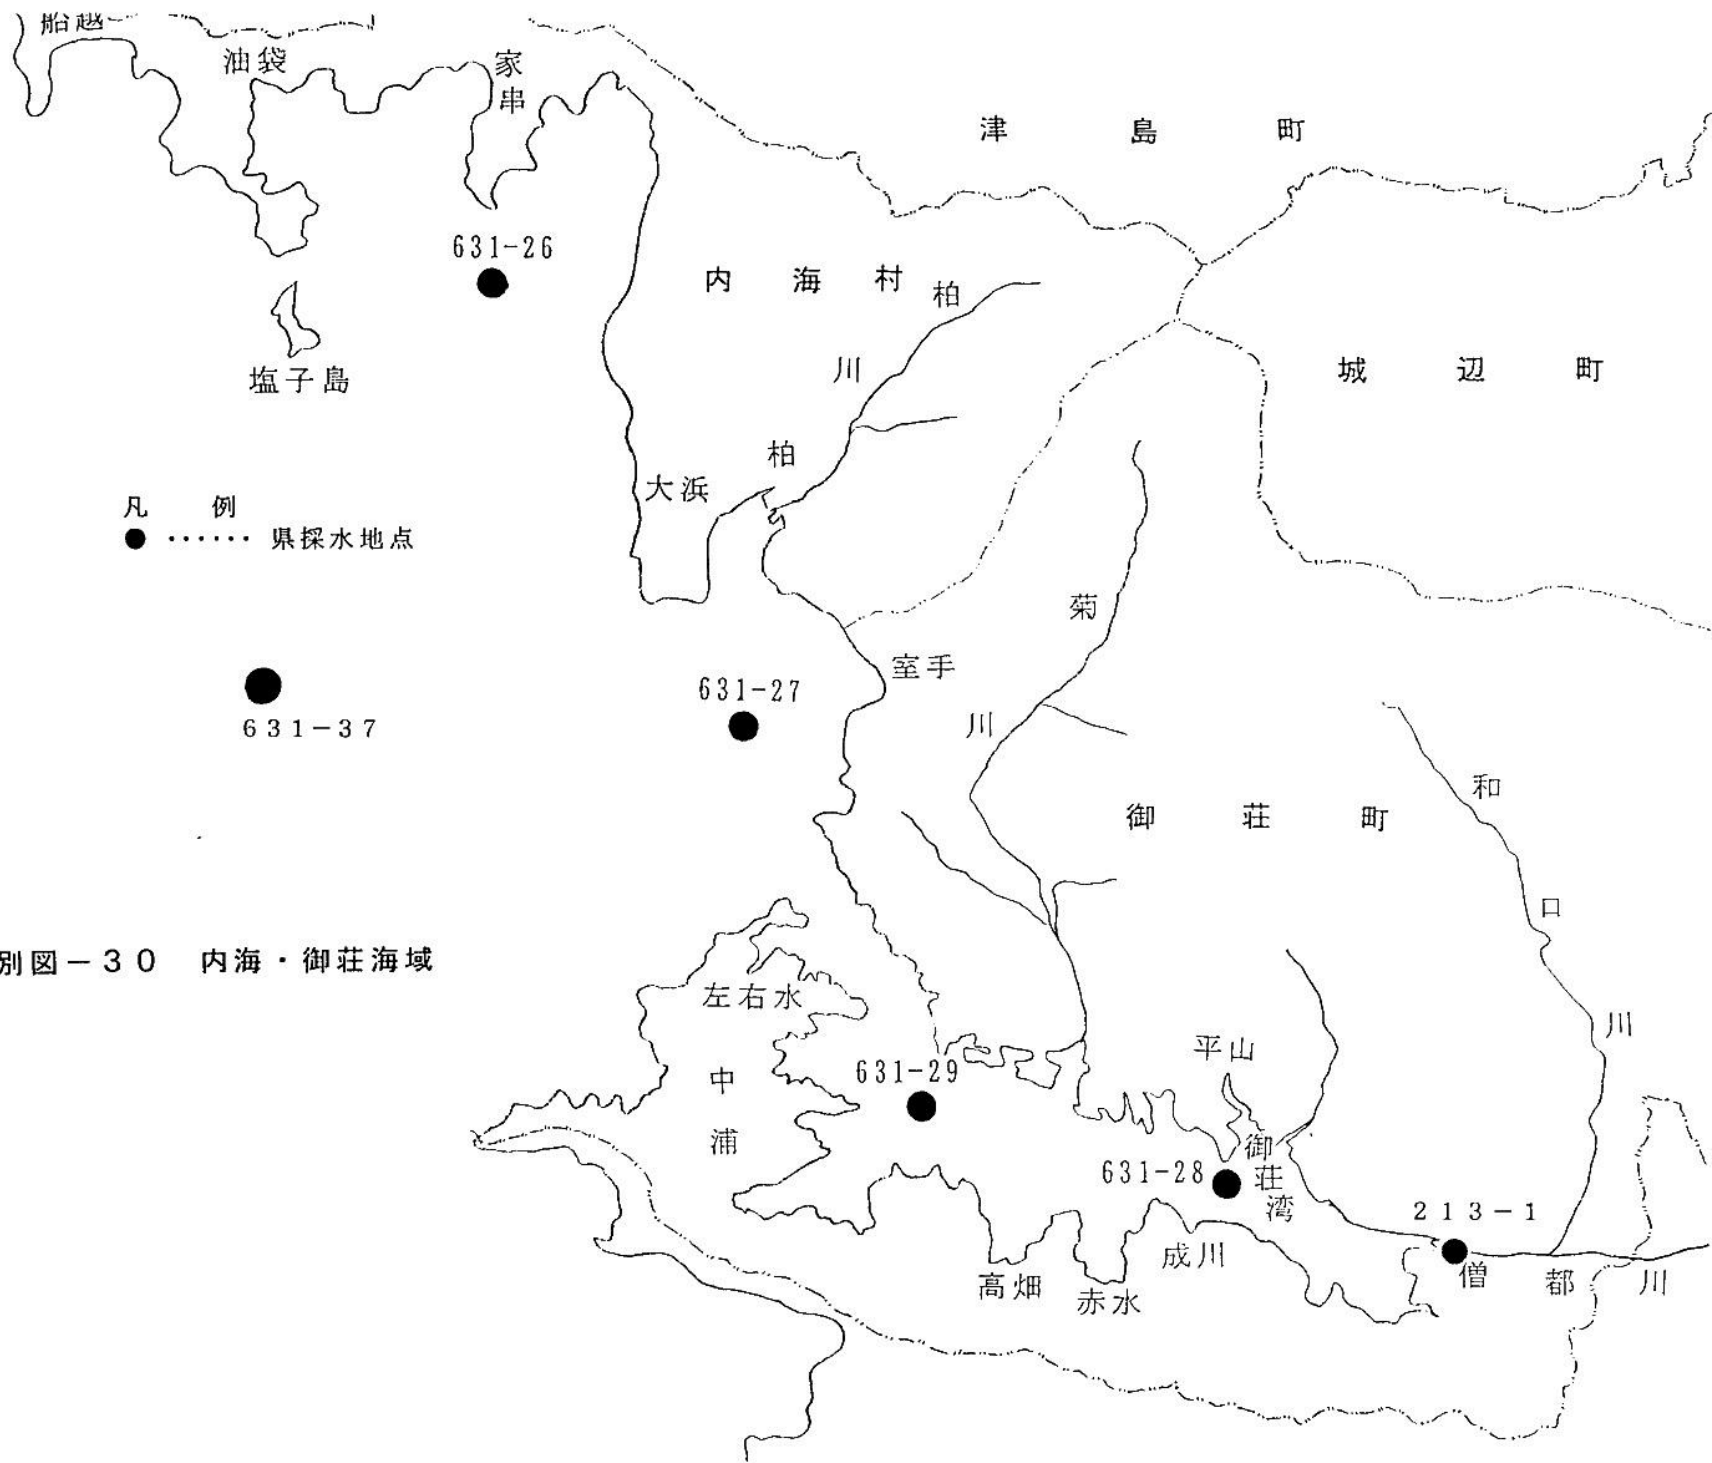 船越
油袋
家串
津島町
631-26
内海村
柏川
塩子島
城辺町
柏
大浜
凡 例
●‥‥‥県採水地点
菊川
室手
631-27
631-37
和口川
御荘町
別図－30 内海・御荘海域
左右水
平山
中浦
631-29
御荘湾
631-28
213-1
成川
高畑
赤水
僧都川